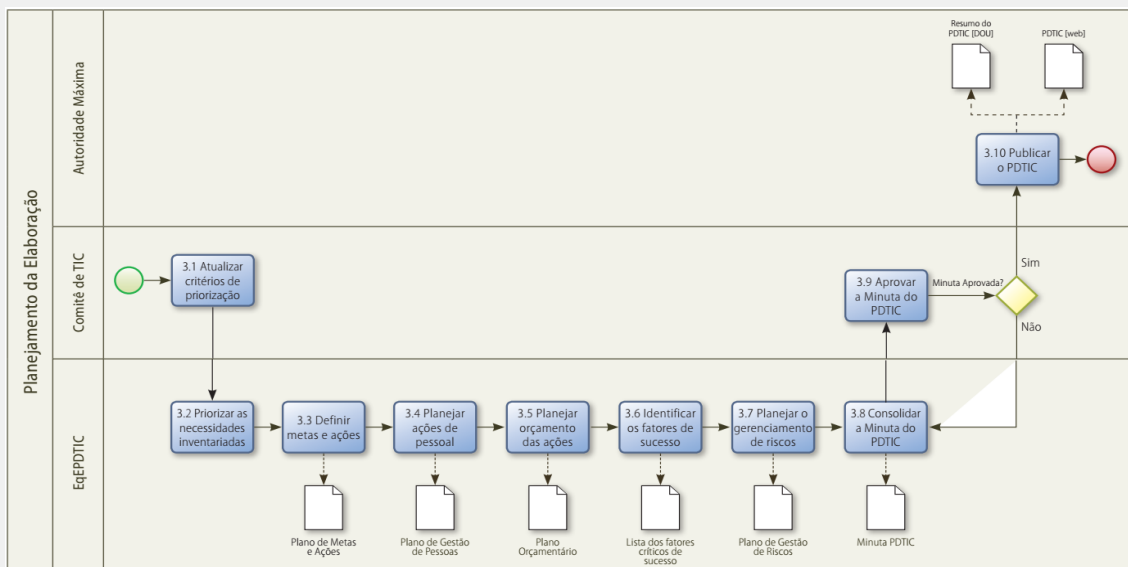 Planejamento da Elaboração
Autoridade Máxima
Resumo do
PDTIC [DOU]
PDTIC [web]
3.10 Publicar
o PDTIC
Comitê de TIC
3.1 Atualizar
critérios de
priorização
3.9 Aprovar
a Minuta do
PDTIC
Minuta Aprovada?
Sim
Não
EqEPDTIC
3.2 Priorizar as
necessidades
inventariadas
3.3 Definir
metas e ações
3.4 Planejar
ações de
pessoal
3.5 Planejar
orçamento
das ações
3.6 Identificar
os fatores de
sucesso
3.7 Planejar o
gerenciamento
de riscos
3.8 Consolidar
a Minuta do
PDTIC
Plano de Metas
e Ações
Plano de Gestão
de Pessoas
Plano
Orçamentário
Lista dos fatores
críticos de
sucesso
Plano de Gestão
de Riscos
Minuta PDTIC